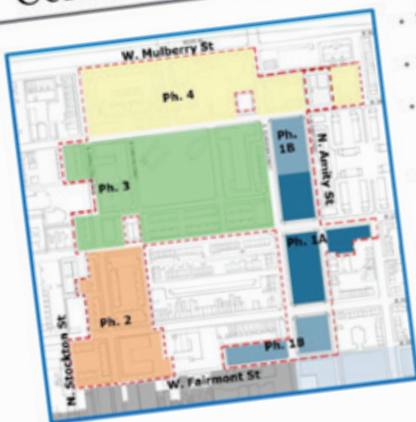 W. Mulberry St
Ph. 4
Ph.
1B
N. Amity St
Ph. 3
Ph. 1A
Ph. 2
N. Stockton St
Ph. 1B
W. Fairmont St